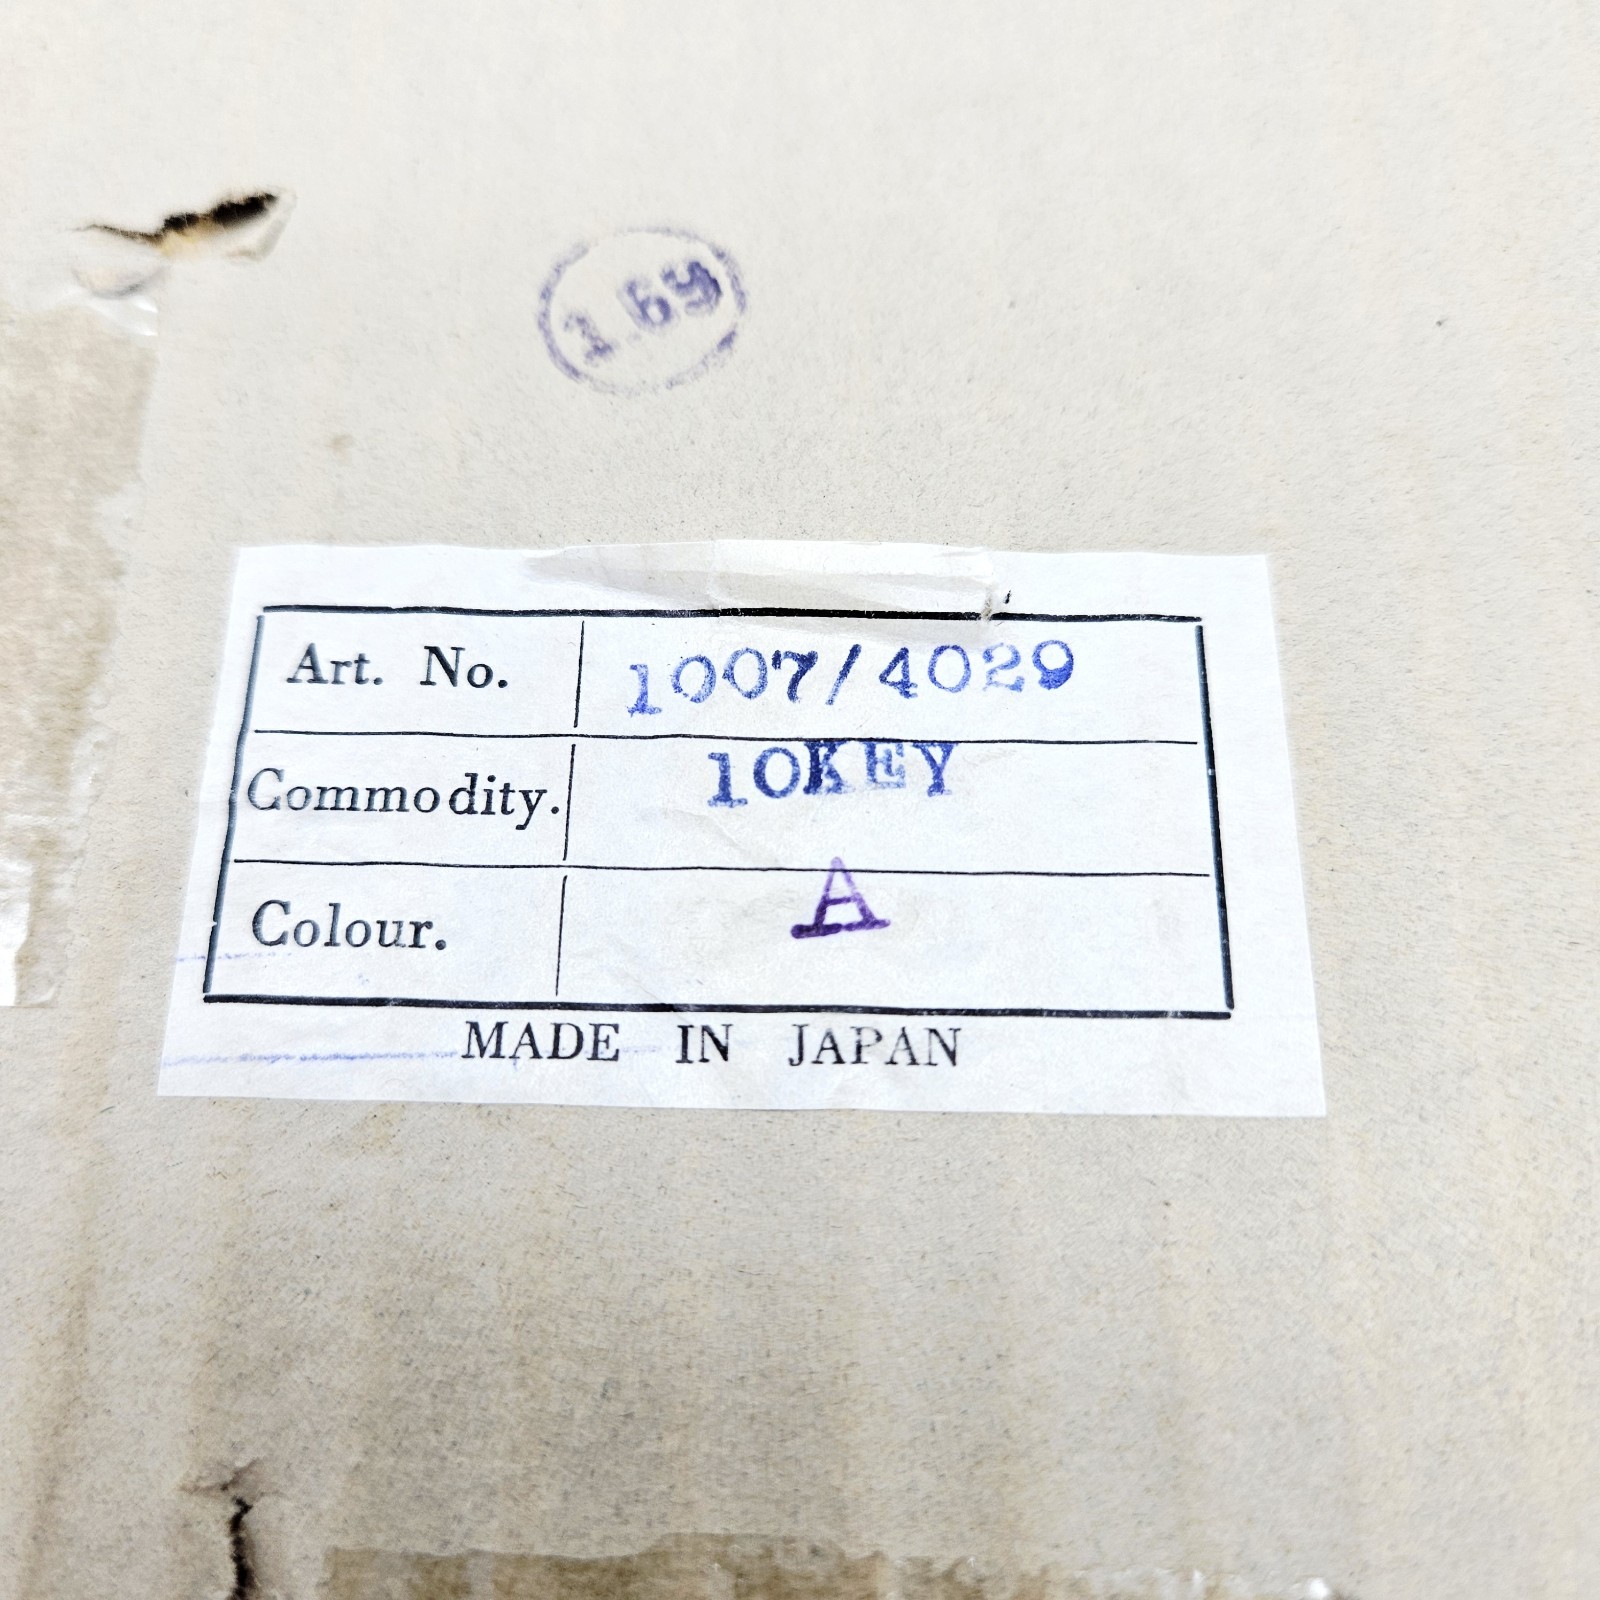 1.69
Art. No. 1007/4029
Commodity. 10KEY
Colour. A
MADE IN JAPAN